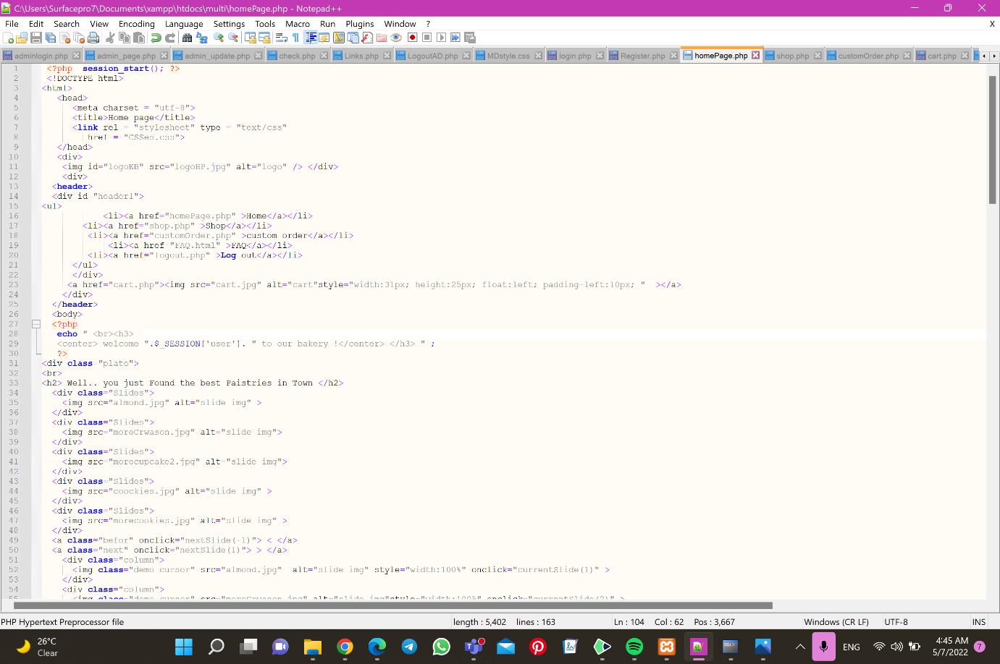 C:\Users\Surfacepro7\Documents\xampp\htdocs\multi\homePage.php - Notepad++
File Edit Search View Encoding Language Settings Tools Macro Run Plugins Window ? X
adminlogin.php admin_page.php admin_update.php check.php Links.php LogoutAD.php MDstyle.css login.php Register.php homePage.php shop.php customOrder.php cart.php
1 <?php session_start(); ?>
2 <!DOCTYPE html>
3 <html>
4 <head>
5 <meta charset = "utf-8">
6 <title>Home page</title>
7 <link rel = "stylesheet" type = "text/css"
8 href = "CSSes.css">
9 </head>
10 <div>
11 <img id="logoEB" src="logoHP.jpg" alt="logo" /> </div>
12 <div>
13 <header>
14 <div id="header1">
15 <ul>
16 <li><a href="homePage.php" >Home</a></li>
17 <li><a href="shop.php" >Shop</a></li>
18 <li><a href="customOrder.php" >custom order</a></li>
19 <li><a href="FAQ.html" >FAQ</a></li>
20 <li><a href="logout.php" >Log out</a></li>
21 </ul>
22 </div>
23 <a href="cart.php"><img src="cart.jpg" alt="cart"style="width:31px; height:25px; float:left; padding-left:10px; " ></a>
24 </div>
25 </header>
26 <body>
27 <?php
28 echo " <br><h3>
29 <center> welcome ".$_SESSION['user']. " to our bakery !</center> </h3> " ;
30 ?>
31 <div class="plate">
32 <br>
33 <h2> Well.. you just Found the best Paistries in Town </h2>
34 <div class="Slides">
35 <img src="almond.jpg" alt="slide img" >
36 </div>
37 <div class="Slides">
38 <img src="moreCrwason.jpg" alt="slide img">
39 </div>
40 <div class="Slides">
41 <img src="morecupcake2.jpg" alt="slide img">
42 </div>
43 <div class="Slides">
44 <img src="coockies.jpg" alt="slide img" >
45 </div>
46 <div class="Slides">
47 <img src="morecookies.jpg" alt="slide img" >
48 </div>
49 <a class="befor" onclick="nextSlide(-1)"> < </a>
50 <a class="next" onclick="nextSlide(1)"> > </a>
51 <div class="column">
52 <img class="demo cursor" src="almond.jpg" alt="slide img" style="width:100%" onclick="currentSlide(1)" >
53 </div>
54 <div class="column">
55 <img class="demo cursor" src="moreCrwason.jpg" alt="slide img"style="width:100%" onclick="currentSlide(2)" >
PHP Hypertext Preprocessor file length : 5,402 lines : 163 Ln : 104 Col : 62 Pos : 3,667 Windows (CR LF) UTF-8 INS
26°C
Clear
ENG
4:45 AM
5/7/2022
7